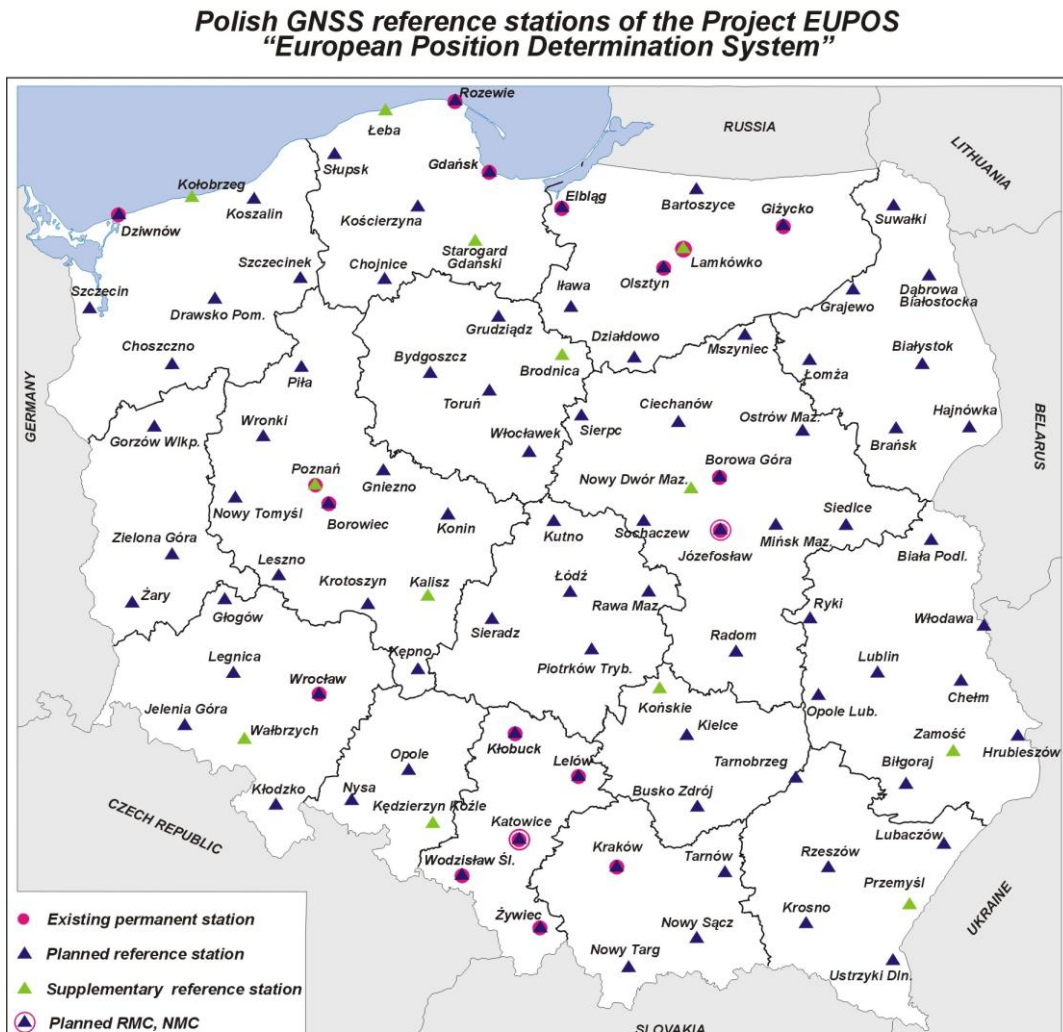 Polish GNSS reference stations of the Project EUPOS
“European Position Determination System”
Rozewie
Łeba
RUSSIA
LITHUANIA
Słupsk
Gdańsk
Kołobrzeg
Koszalin
Kościerzyna
Elbląg
Bartoszyce
Giżycko
Suwałki
Dziwnów
Starogard
Gdański
Lamkówko
Olsztyn
Szczecinek
Chojnice
Szczecin
Drawsko Pom.
Iława
Grajewo
Dąbrowa
Białostocka
Grudziądz
Działdowo
Mszyniec
Choszczno
Piła
Bydgoszcz
Brodnica
Łomża
Białystok
GERMANY
Toruń
Ciechanów
Ostrów Maz.
Hajnówka
BELARUS
Gorzów Wlkp.
Wronki
Włocławek
Sierpc
Brańsk
Poznań
Gniezno
Nowy Dwór Maz.
Borowa Góra
Nowy Tomyśl
Borowiec
Konin
Kutno
Sochaczew
Józefosław
Mińsk Maz.
Siedlce
Biała Podl.
Zielona Góra
Leszno
Krotoszyn
Kalisz
Łódź
Rawa Maz.
Żary
Głogów
Sieradz
Ryki
Włodawa
Legnica
Kępno
Piotrków Tryb.
Radom
Lublin
Wrocław
Końskie
Opole Lub.
Chełm
Jelenia Góra
Wałbrzych
Kłobuck
Kielce
Zamość
Hrubieszów
Opole
Lelów
Tarnobrzeg
Biłgoraj
Kłodzko
Nysa
Kędzierzyn Koźle
Busko Zdrój
CZECH REPUBLIC
Katowice
Lubaczów
Wodzisław Śl.
Kraków
Tarnów
Rzeszów
Przemyśl
UKRAINE
Żywiec
Nowy Sącz
Krosno
Nowy Targ
Ustrzyki Dln.
SLOVAKIA
Existing permanent station
Planned reference station
Supplementary reference station
Planned RMC, NMC